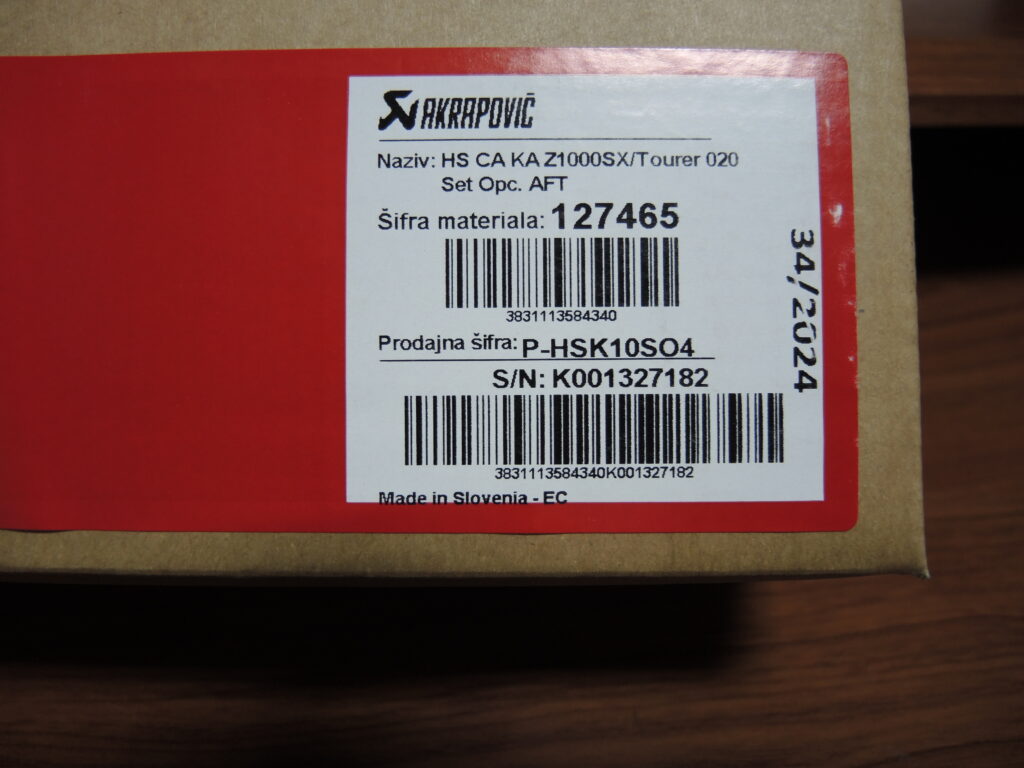 AKRAPOVIČ
Naziv: HS CA KA Z1000SX/Tourer 020
Set Opc. AFT
Šifra materiala: 127465
3831113584340
Prodajna šifra: P-HSK10SO4
S/N: K001327182
3831113584340K001327182
Made in Slovenia - EC
34,/2024